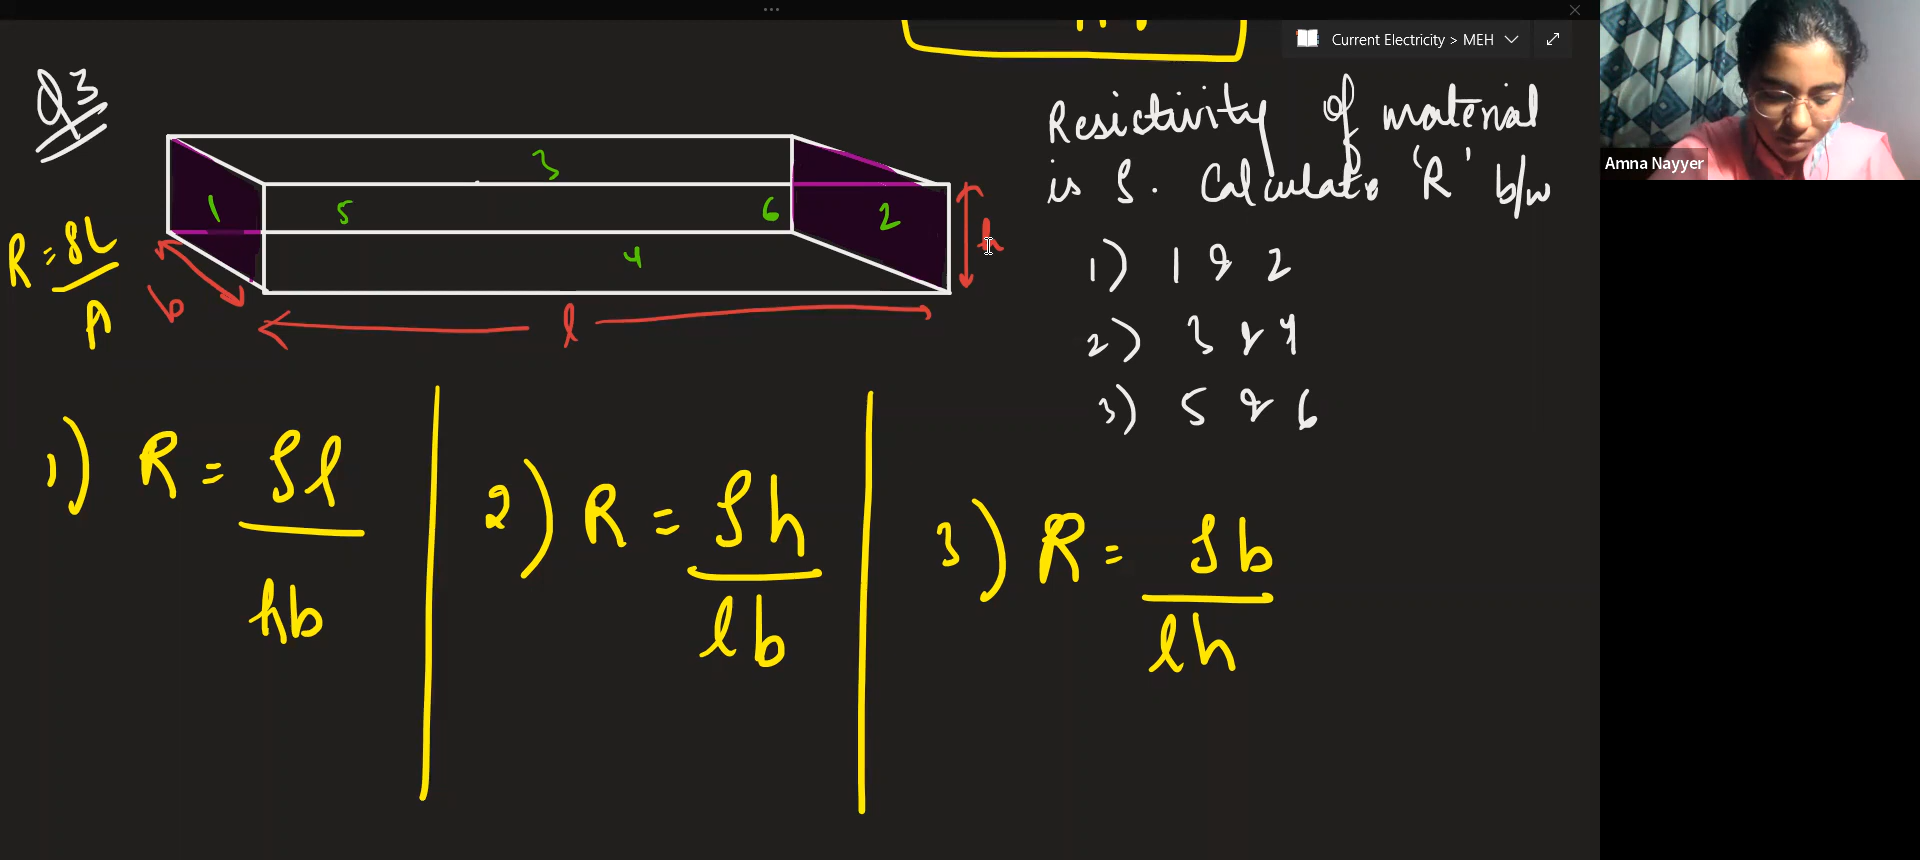 Current Electricity > MEH
Amna Nayyer
Q3
Resistivity of material
is ρ. Calculate 'R' b/w
1) 1 & 2
2) 3 & 4
3) 5 & 6
3
1
5
6
2
4
h
b
l
R = ρL / A
1) R = ρl / hb
2) R = ρh / lb
3) R = ρb / lh